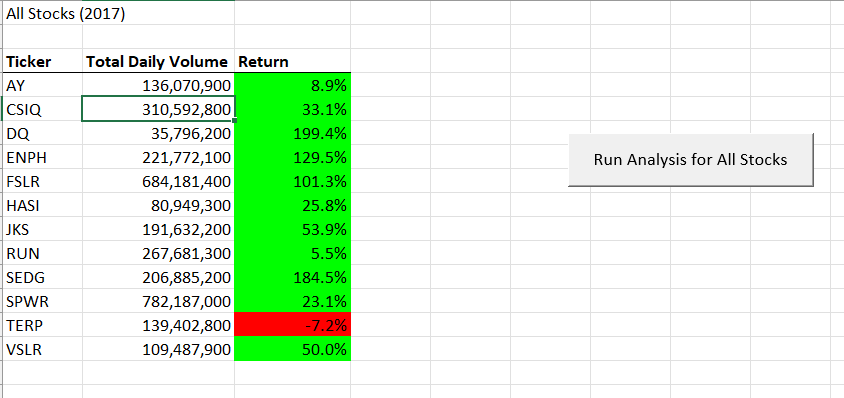 All Stocks (2017)
Ticker Total Daily Volume Return
AY 136,070,900 8.9%
CSIQ 310,592,800 33.1%
DQ 35,796,200 199.4%
ENPH 221,772,100 129.5%
FSLR 684,181,400 101.3%
HASI 80,949,300 25.8%
JKS 191,632,200 53.9%
RUN 267,681,300 5.5%
SEDG 206,885,200 184.5%
SPWR 782,187,000 23.1%
TERP 139,402,800 -7.2%
VSLR 109,487,900 50.0%
Run Analysis for All Stocks